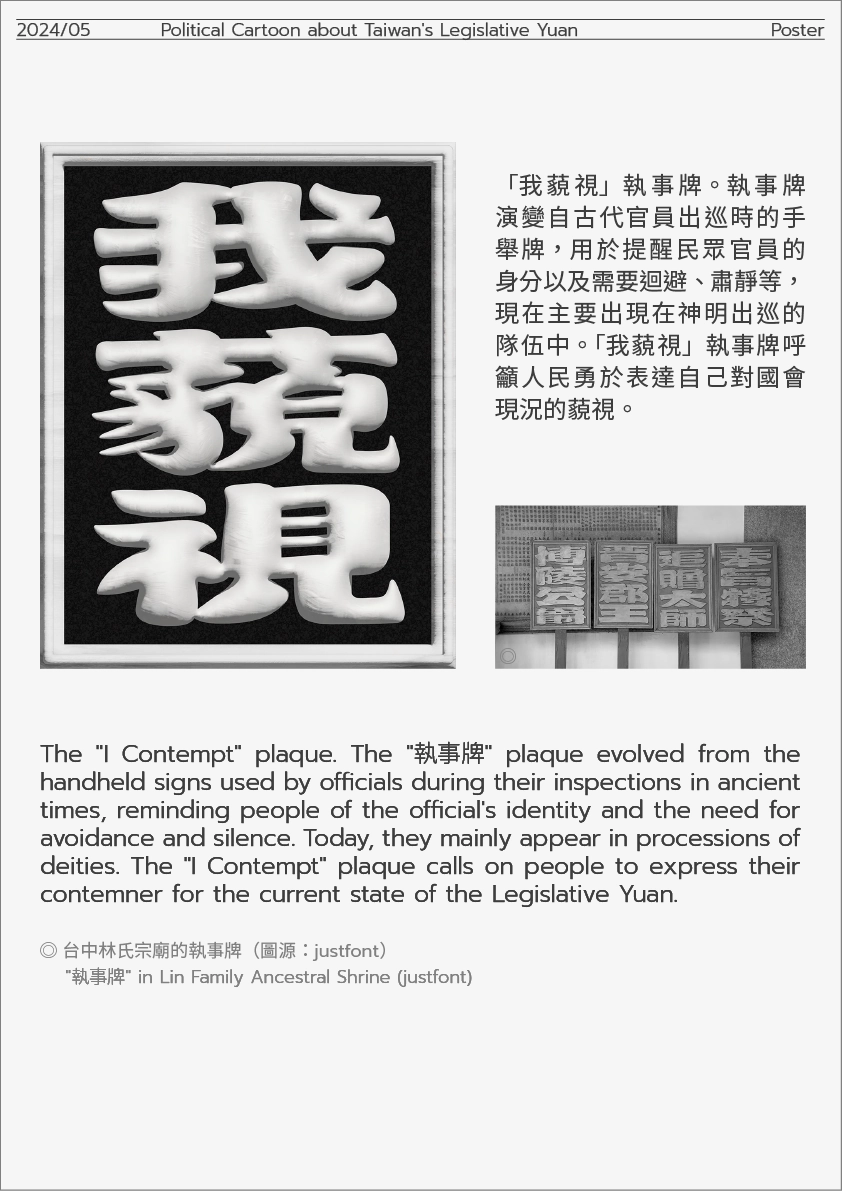 2024/05 Political Cartoon about Taiwan's Legislative Yuan Poster
我
藐
視
「我藐視」執事牌。執事牌
演變自古代官員出巡時的手
舉牌，用於提醒民眾官員的
身分以及需要迴避、肅靜等，
現在主要出現在神明出巡的
隊伍中。「我藐視」執事牌呼
籲人民勇於表達自己對國會
現況的藐視。
博陵公爵
晉安郡王
追贈太師
奉旨特祭
The "I Contempt" plaque. The "執事牌" plaque evolved from the
handheld signs used by officials during their inspections in ancient
times, reminding people of the official's identity and the need for
avoidance and silence. Today, they mainly appear in processions of
deities. The "I Contempt" plaque calls on people to express their
contemner for the current state of the Legislative Yuan.
◎ 台中林氏宗廟的執事牌（圖源：justfont）
"執事牌" in Lin Family Ancestral Shrine (justfont)